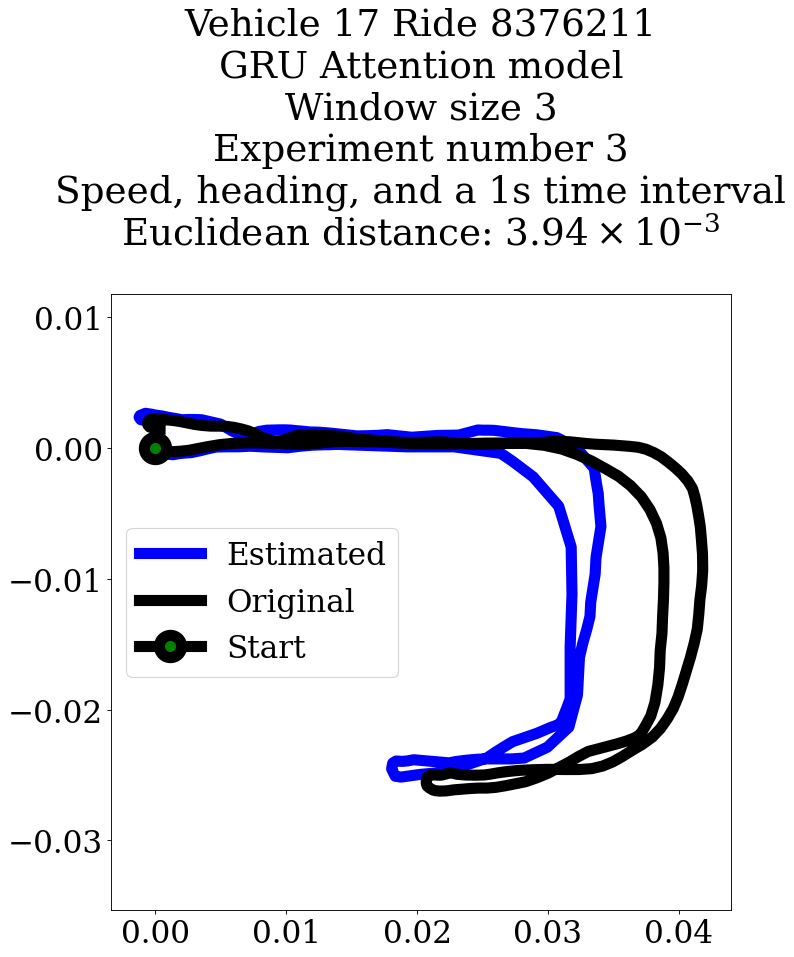 Vehicle 17 Ride 8376211
GRU Attention model
Window size 3
Experiment number 3
Speed, heading, and a 1s time interval
Euclidean distance: 3.94 × 10⁻³
0.01
0.00
−0.01
−0.02
−0.03
Estimated
Original
Start
0.00 0.01 0.02 0.03 0.04